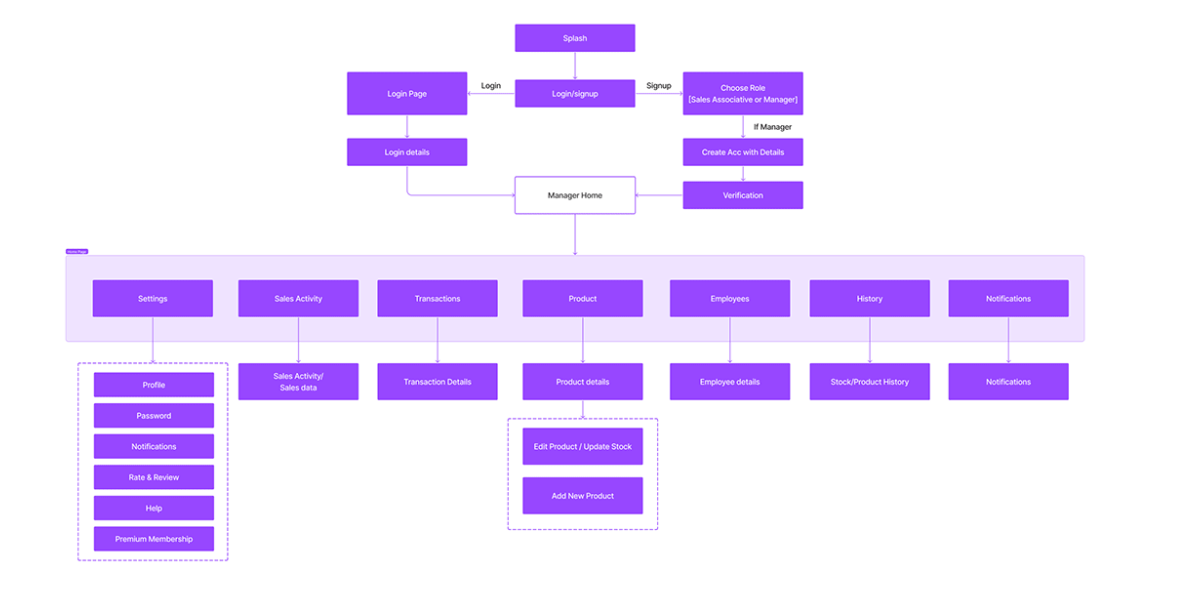 Splash
Login
Signup
Login Page
Login/signup
Choose Role
[Sales Associative or Manager]
If Manager
Login details
Create Acc with Details
Manager Home
Verification
Settings
Sales Activity
Transactions
Product
Employees
History
Notifications
Sales Activity/
Sales data
Transaction Details
Product details
Employee details
Stock/Product History
Notifications
Profile
Password
Notifications
Rate & Review
Help
Premium Membership
Edit Product / Update Stock
Add New Product